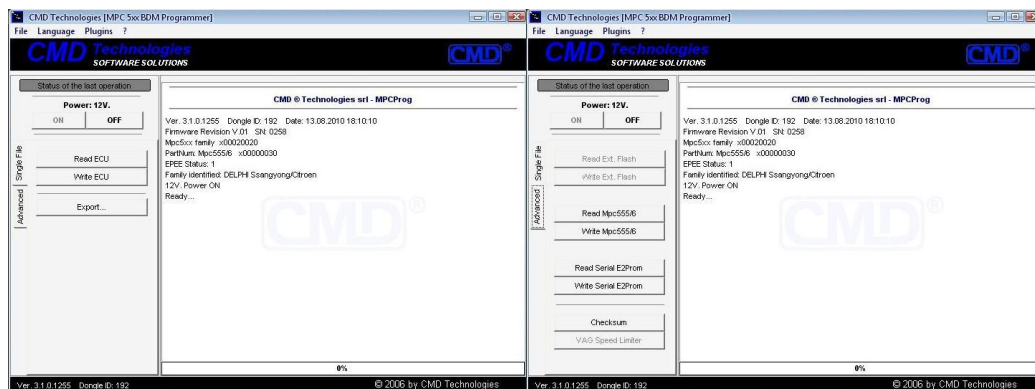 CMD Technologies [MPC 5xx BDM Programmer]
File Language Plugins ?
CMD Technologies
SOFTWARE SOLUTIONS
CMD®
Status of the last operation
Power: 12V.
ON OFF
Single File
Advanced
Read ECU
Write ECU
Export...
CMD ® Technologies srl - MPCProg
Ver. 3.1.0.1255 Dongle ID: 192 Date: 13.08.2010 18:10:10
Firmware Revision V.01 SN: 0258
Mpc5xx family x00020020
PartNum: Mpc555/6 x00000030
EPEE Status: 1
Family identified: DELPHI Ssangyong/Citroen
12V. Power ON
Ready...
CMD®
0%
Ver. 3.1.0.1255 Dongle ID: 192
© 2006 by CMD Technologies
CMD Technologies [MPC 5xx BDM Programmer]
File Language Plugins ?
CMD Technologies
SOFTWARE SOLUTIONS
CMD®
Status of the last operation
Power: 12V.
ON OFF
Single File
Advanced
Read Ext. Flash
Write Ext. Flash
Read Mpc555/6
Write Mpc555/6
Read Serial E2Prom
Write Serial E2Prom
Checksum
VAG Speed Limiter
CMD ® Technologies srl - MPCProg
Ver. 3.1.0.1255 Dongle ID: 192 Date: 13.08.2010 18:10:10
Firmware Revision V.01 SN: 0258
Mpc5xx family x00020020
PartNum: Mpc555/6 x00000030
EPEE Status: 1
Family identified: DELPHI Ssangyong/Citroen
12V. Power ON
Ready...
CMD®
0%
Ver. 3.1.0.1255 Dongle ID: 192
© 2006 by CMD Technologies